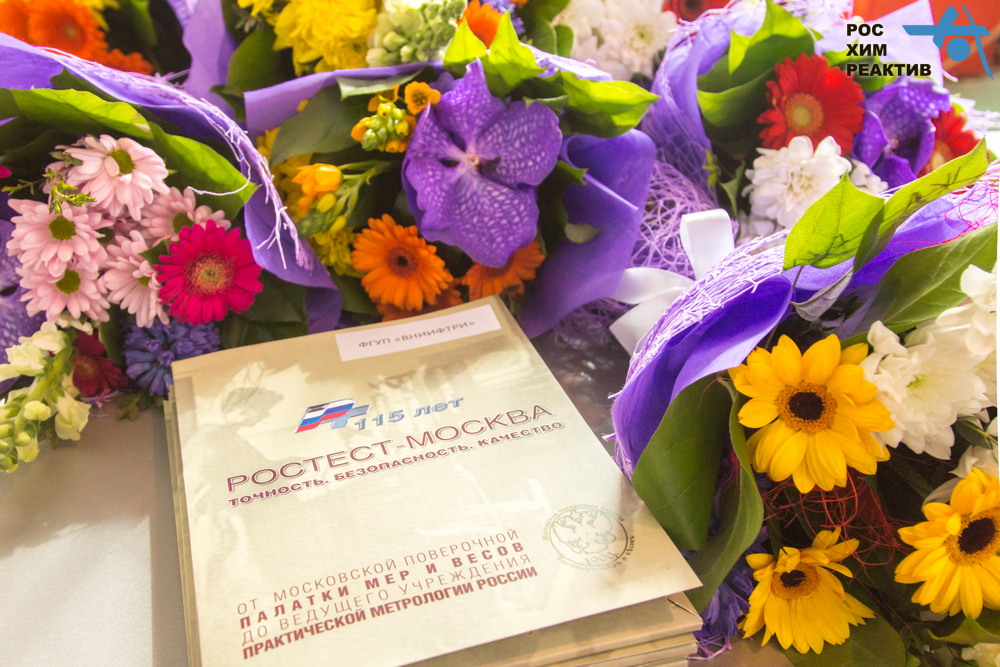 РОС
ХИМ
РЕАКТИВ
ФГУП «ВНИИФТРИ»
115 лет
РОСТЕСТ-МОСКВА
ТОЧНОСТЬ. БЕЗОПАСНОСТЬ. КАЧЕСТВО
ОТ МОСКОВСКОЙ ПОВЕРОЧНОЙ
ПАЛАТКИ МЕР И ВЕСОВ
ДО ВЕДУЩЕГО УЧРЕЖДЕНИЯ
ПРАКТИЧЕСКОЙ МЕТРОЛОГИИ РОССИИ